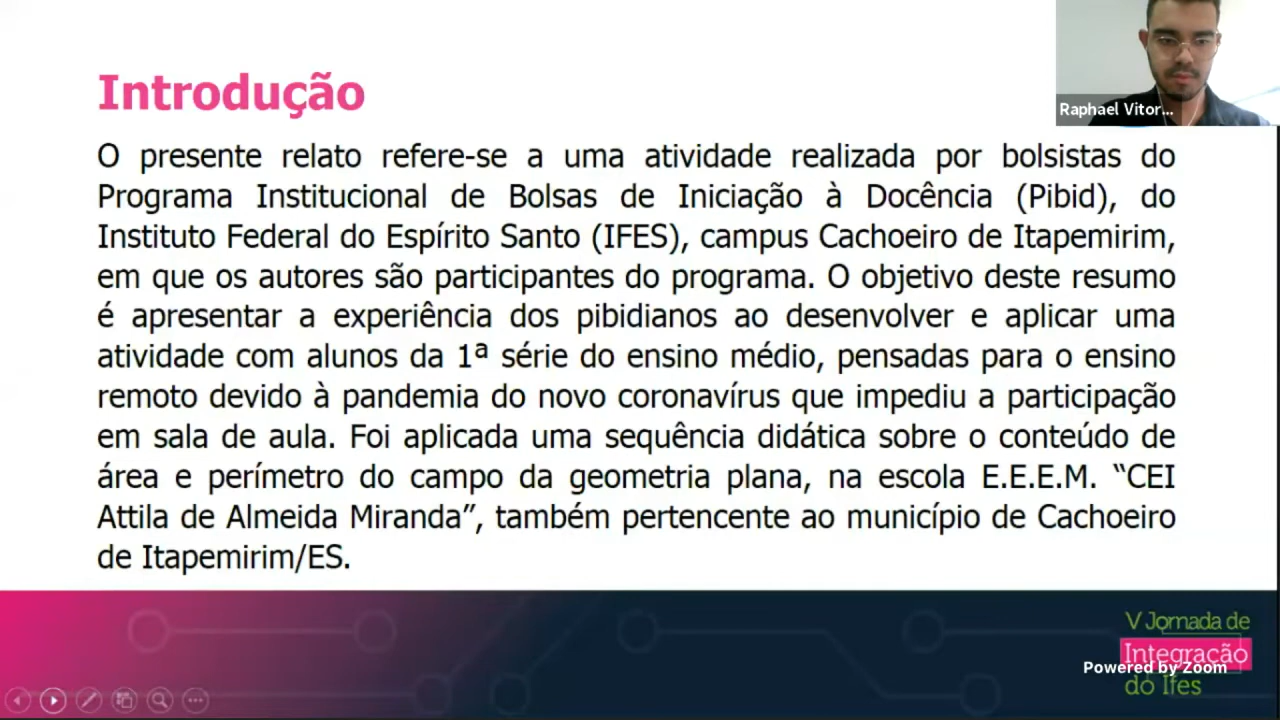 Introdução
Raphael Vitor...
O presente relato refere-se a uma atividade realizada por bolsistas do
Programa Institucional de Bolsas de Iniciação à Docência (Pibid), do
Instituto Federal do Espírito Santo (IFES), campus Cachoeiro de Itapemirim,
em que os autores são participantes do programa. O objetivo deste resumo
é apresentar a experiência dos pibidianos ao desenvolver e aplicar uma
atividade com alunos da 1ª série do ensino médio, pensadas para o ensino
remoto devido à pandemia do novo coronavírus que impediu a participação
em sala de aula. Foi aplicada uma sequência didática sobre o conteúdo de
área e perímetro do campo da geometria plana, na escola E.E.E.M. “CEI
Attila de Almeida Miranda”, também pertencente ao município de Cachoeiro
de Itapemirim/ES.
V Jornada de
Integração
do Ifes
Powered by Zoom